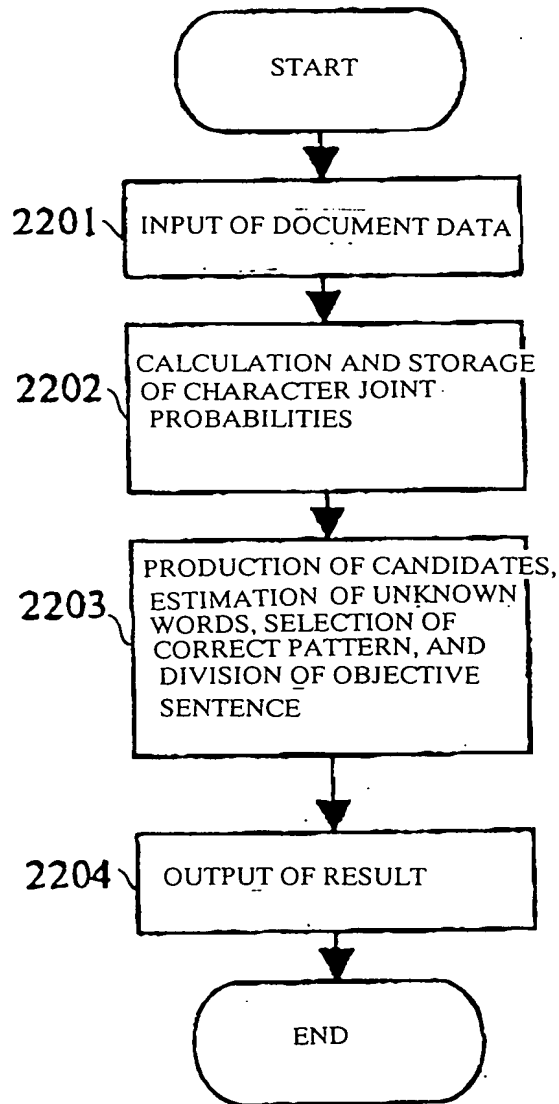 START
2201
INPUT OF DOCUMENT DATA
2202
CALCULATION AND STORAGE
OF CHARACTER JOINT
PROBABILITIES
2203
PRODUCTION OF CANDIDATES,
ESTIMATION OF UNKNOWN
WORDS, SELECTION OF
CORRECT PATTERN, AND
DIVISION OF OBJECTIVE
SENTENCE
2204
OUTPUT OF RESULT
END